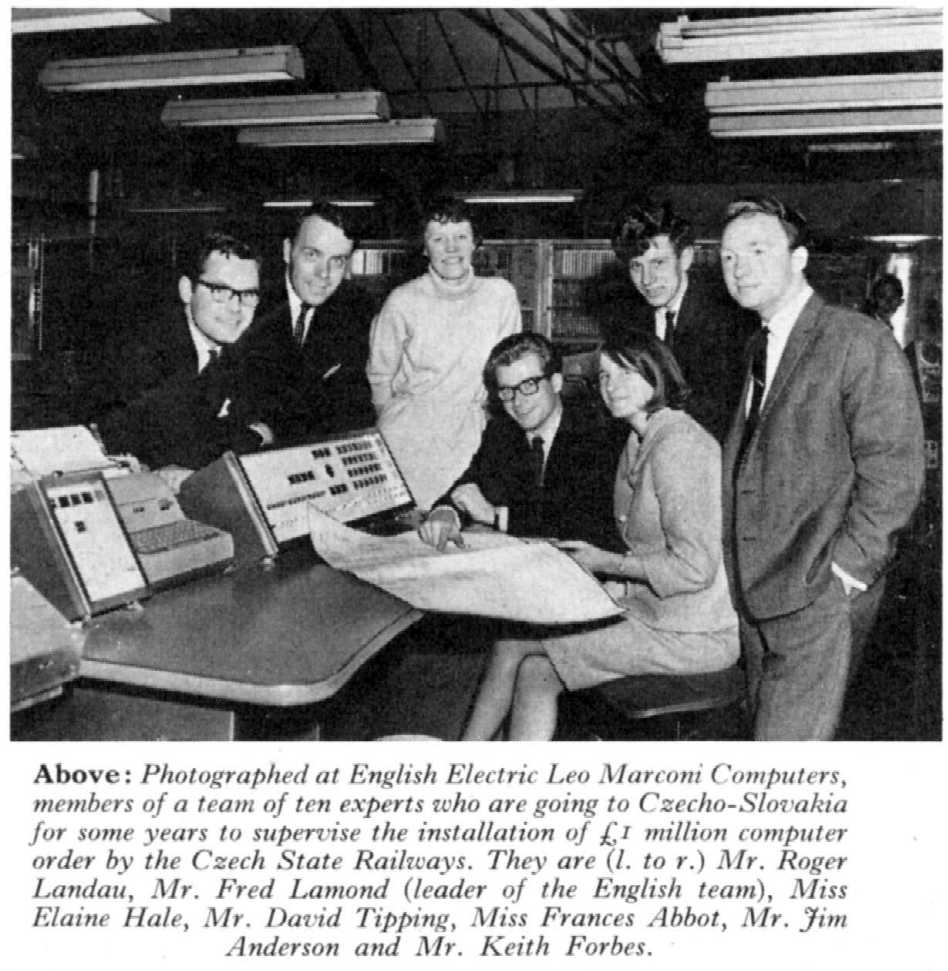 Above: Photographed at English Electric Leo Marconi Computers,
members of a team of ten experts who are going to Czecho-Slovakia
for some years to supervise the installation of £1 million computer
order by the Czech State Railways. They are (l. to r.) Mr. Roger
Landau, Mr. Fred Lamond (leader of the English team), Miss
Elaine Hale, Mr. David Tipping, Miss Frances Abbot, Mr. Jim
Anderson and Mr. Keith Forbes.